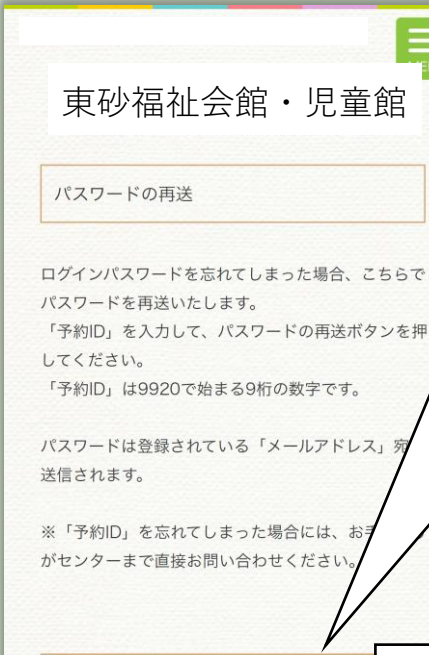 東砂福祉会館・児童館
パスワードの再送
ログインパスワードを忘れてしまった場合、こちらで
パスワードを再送いたします。
「予約ID」を入力して、パスワードの再送ボタンを押
してください。
「予約ID」は9920で始まる9桁の数字です。
パスワードは登録されている「メールアドレス」宛
送信されます。
※「予約ID」を忘れてしまった場合には、お手
がセンターまで直接お問い合わせください。